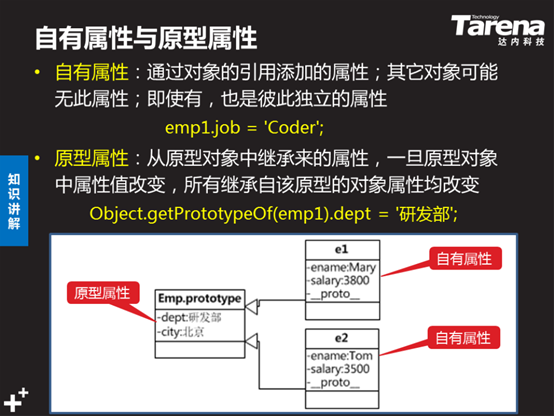 自有属性与原型属性
Technology
Tarena
达内科技
• 自有属性：通过对象的引用添加的属性；其它对象可能
无此属性；即使有，也是彼此独立的属性
emp1.job = 'Coder';
• 原型属性：从原型对象中继承来的属性，一旦原型对象
中属性值改变，所有继承自该原型的对象属性均改变
Object.getPrototypeOf(emp1).dept = '研发部';
知识讲解
原型属性
Emp.prototype
-dept:研发部
-city:北京
e1
-ename:Mary
-salary:3800
-__proto__
自有属性
e2
-ename:Tom
-salary:3500
-__proto__
自有属性